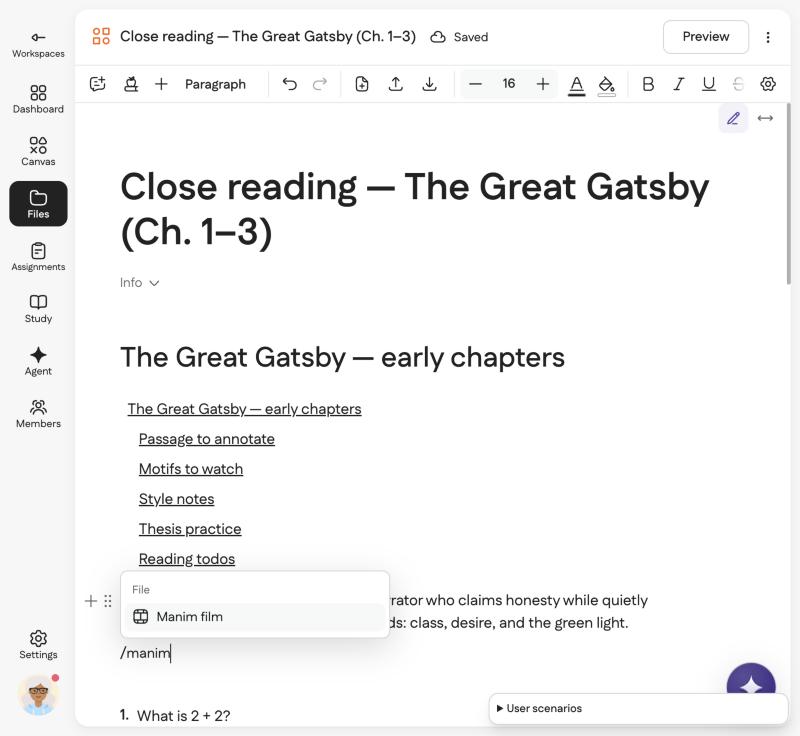 Workspaces
Dashboard
Canvas
Files
Assignments
Study
Agent
Members
Settings
Close reading — The Great Gatsby (Ch. 1–3)
Saved
Preview
Paragraph
16
A
B
I
U
S
Close reading — The Great Gatsby
(Ch. 1–3)
Info
The Great Gatsby — early chapters
The Great Gatsby — early chapters
Passage to annotate
Motifs to watch
Style notes
Thesis practice
Reading todos
File
Manim film
who claims honesty while quietly
class, desire, and the green light.
/manim
1. What is 2 + 2?
User scenarios